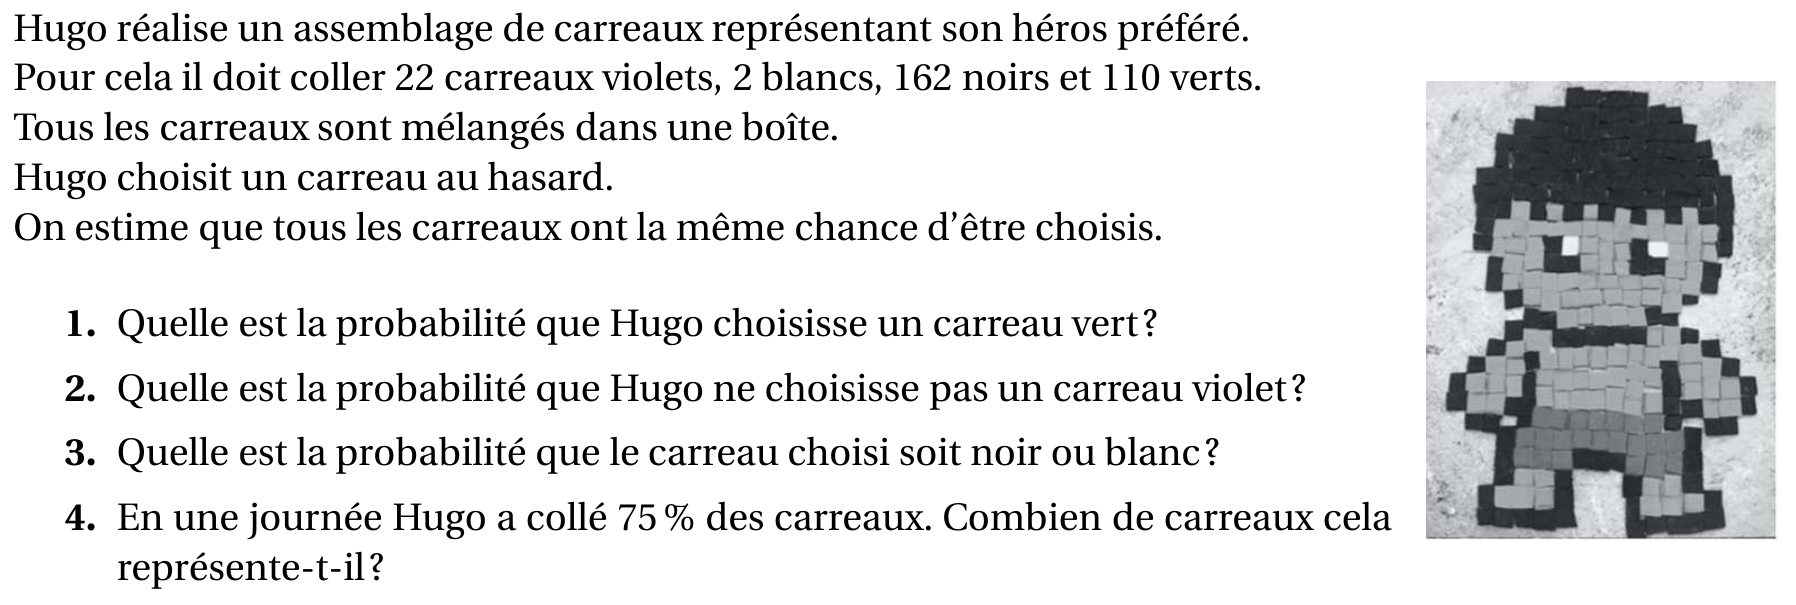 Hugo réalise un assemblage de carreaux représentant son héros préféré.
Pour cela il doit coller 22 carreaux violets, 2 blancs, 162 noirs et 110 verts.
Tous les carreaux sont mélangés dans une boîte.
Hugo choisit un carreau au hasard.
On estime que tous les carreaux ont la même chance d'être choisis.
1. Quelle est la probabilité que Hugo choisisse un carreau vert ?
2. Quelle est la probabilité que Hugo ne choisisse pas un carreau violet ?
3. Quelle est la probabilité que le carreau choisi soit noir ou blanc ?
4. En une journée Hugo a collé 75 % des carreaux. Combien de carreaux cela
représente-t-il ?